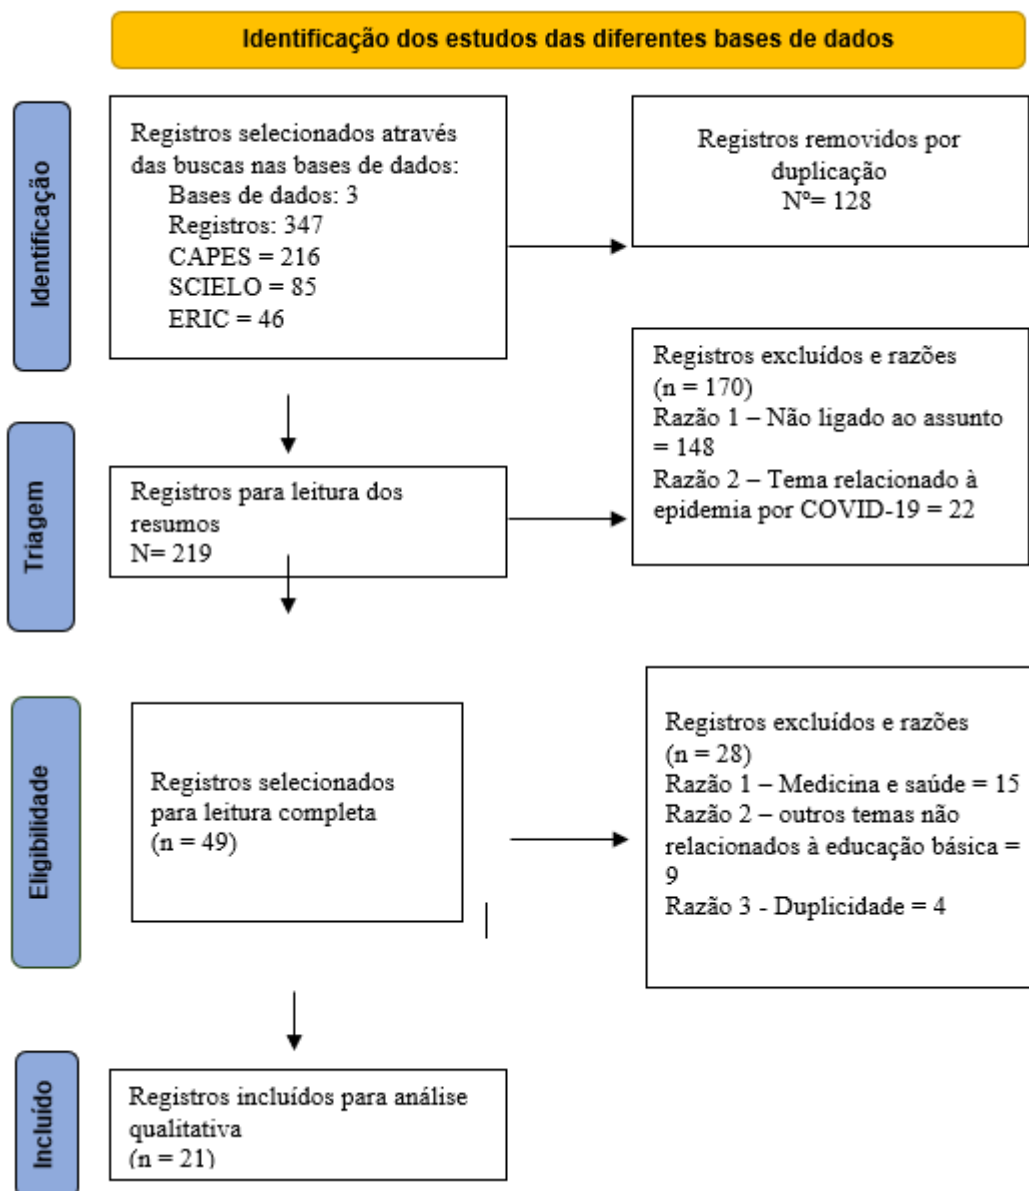 Identificação dos estudos das diferentes bases de dados
Identificação
Registros selecionados através
das buscas nas bases de dados:
Bases de dados: 3
Registros: 347
CAPES = 216
SCIELO = 85
ERIC = 46
Registros removidos por
duplicação
Nº= 128
Triagem
Registros para leitura dos
resumos
N= 219
Registros excluídos e razões
(n = 170)
Razão 1 – Não ligado ao assunto
= 148
Razão 2 – Tema relacionado à
epidemia por COVID-19 = 22
Eligibilidade
Registros selecionados
para leitura completa
(n = 49)
Registros excluídos e razões
(n = 28)
Razão 1 – Medicina e saúde = 15
Razão 2 – outros temas não
relacionados à educação básica =
9
Razão 3 - Duplicidade = 4
Incluído
Registros incluídos para análise
qualitativa
(n = 21)